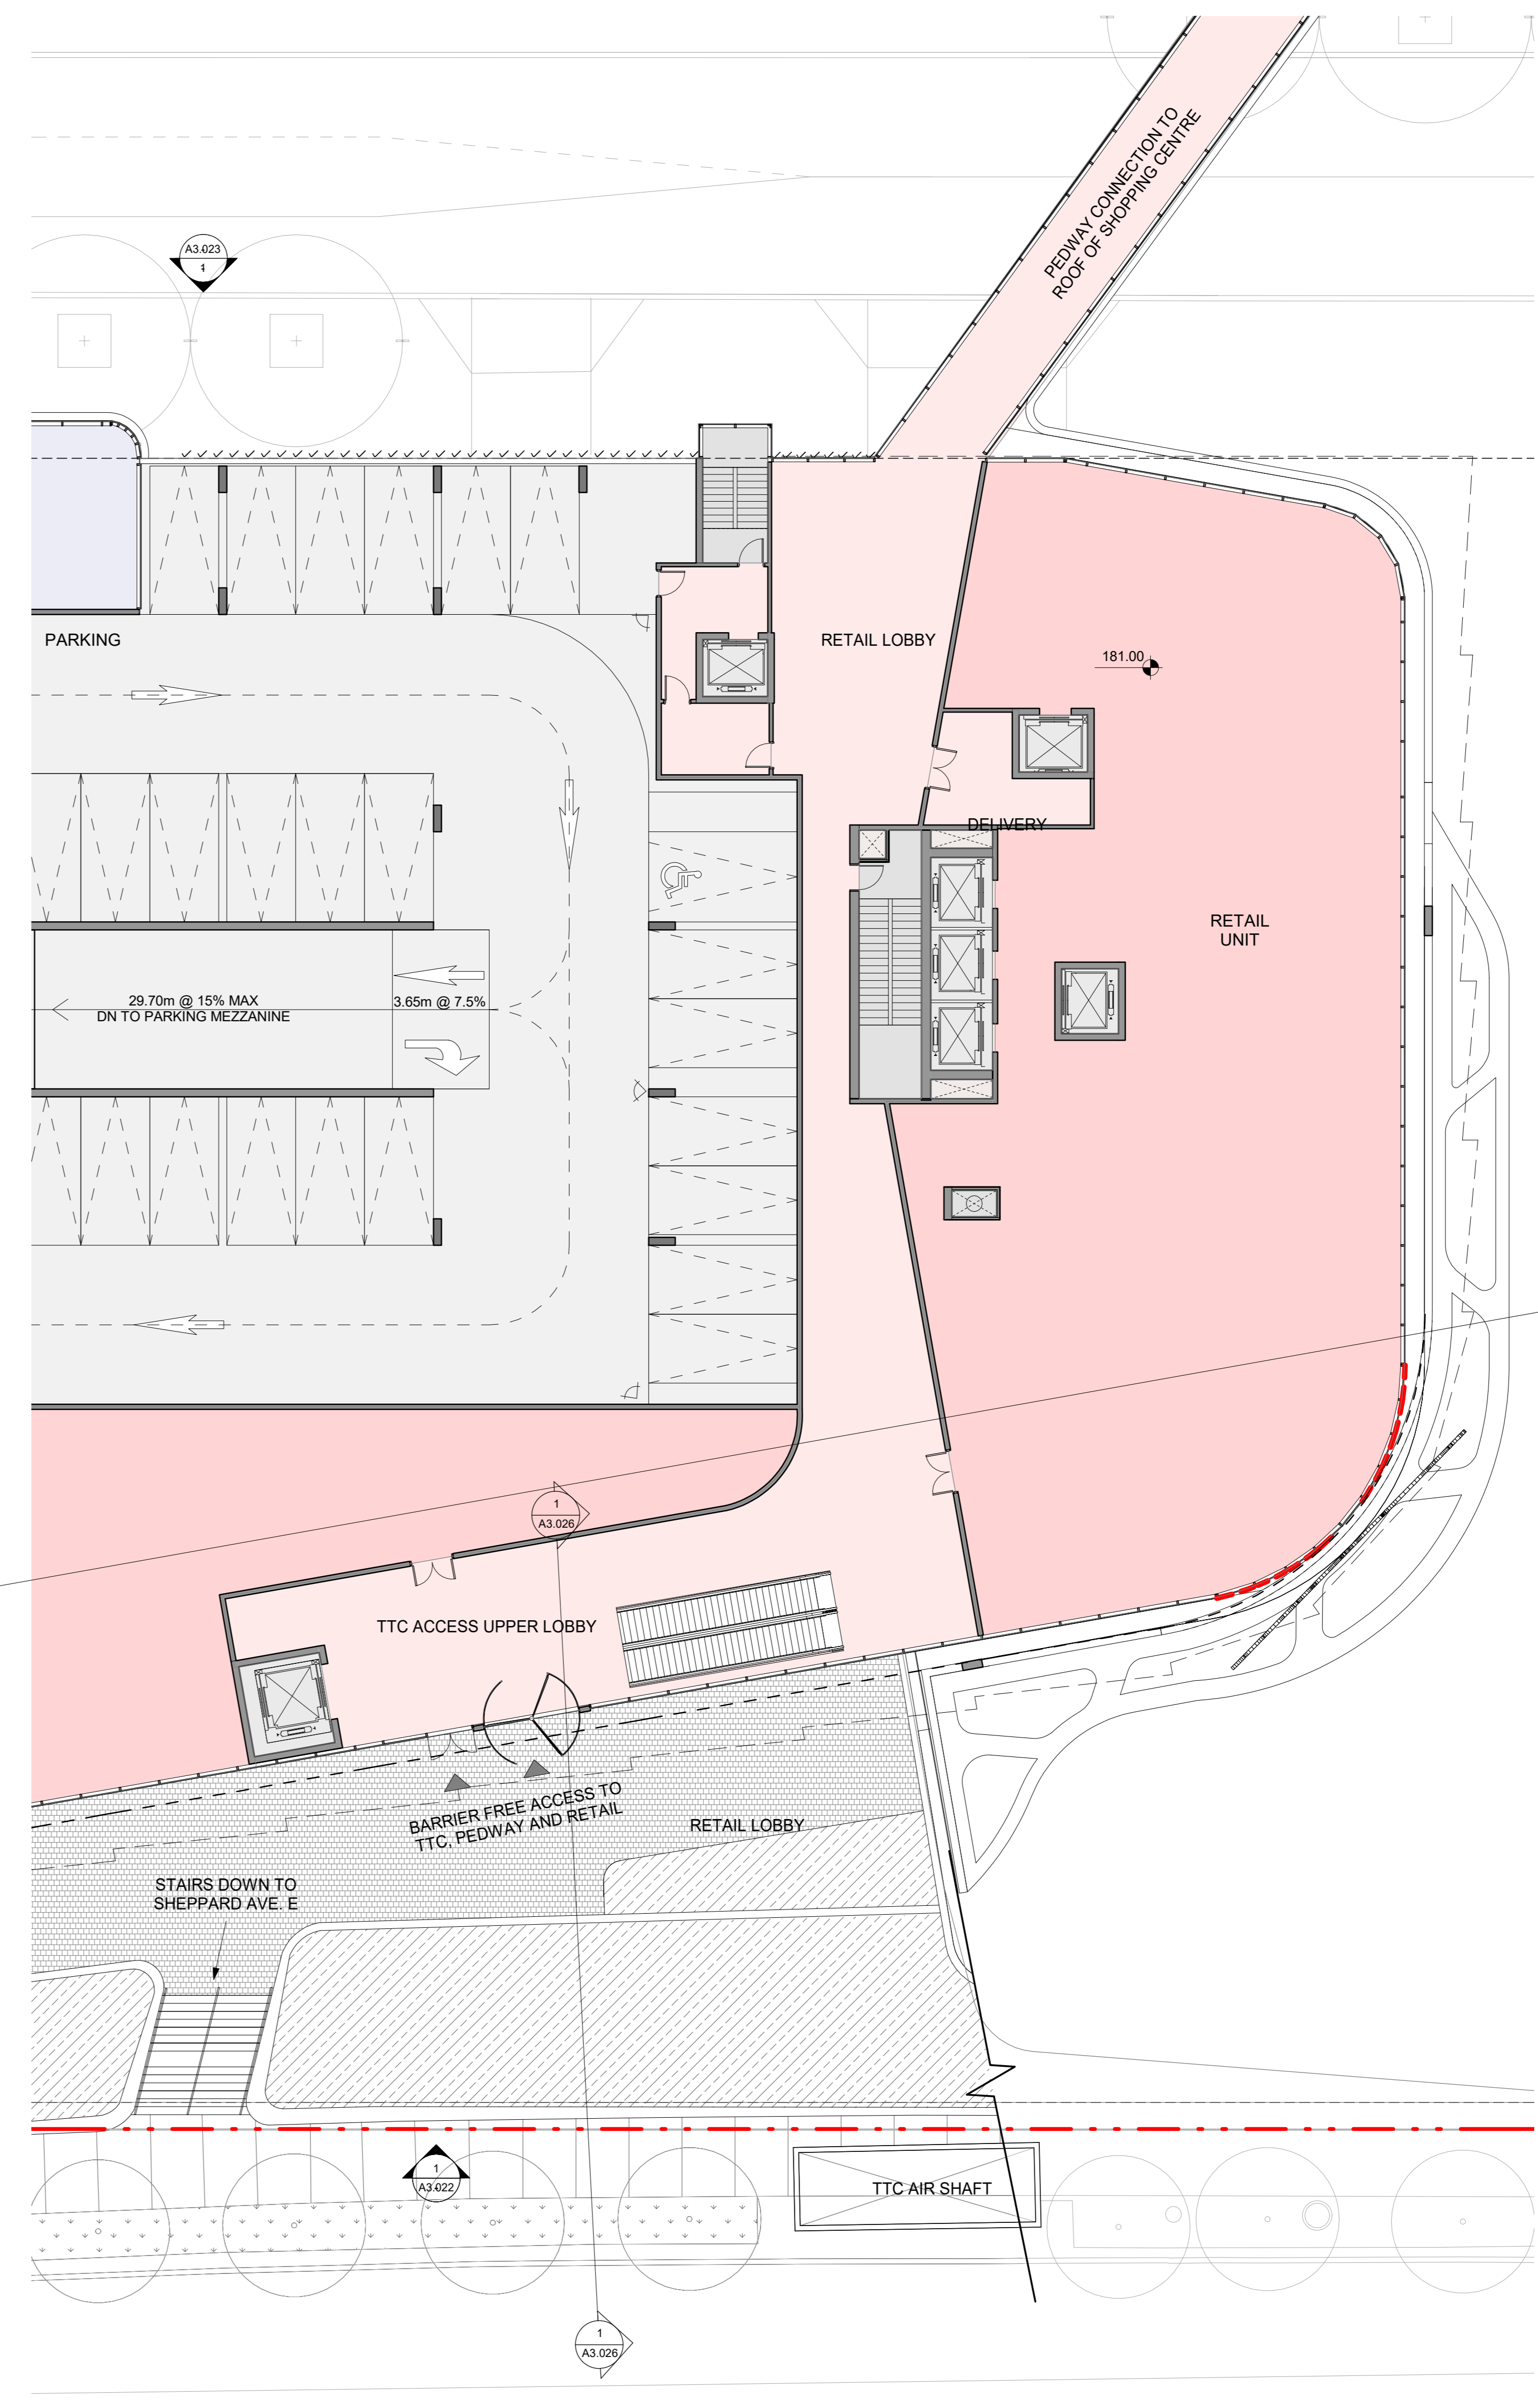 PEDWAY CONNECTION TO
ROOF OF SHOPPING CENTRE
A3.023
1
PARKING
RETAIL LOBBY
181.00
DELIVERY
RETAIL
UNIT
29.70m @ 15% MAX
DN TO PARKING MEZZANINE
3.65m @ 7.5%
1
A3.026
TTC ACCESS UPPER LOBBY
BARRIER FREE ACCESS TO
TTC, PEDWAY AND RETAIL
RETAIL LOBBY
STAIRS DOWN TO
SHEPPARD AVE. E
1
A3.022
TTC AIR SHAFT
1
A3.026